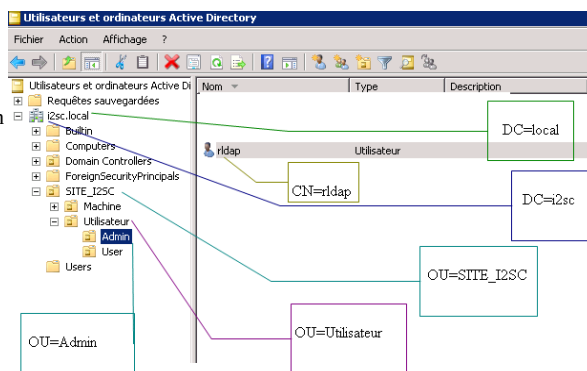 Utilisateurs et ordinateurs Active Directory
Fichier Action Affichage ?
Utilisateurs et ordinateurs Active Di
Nom Type Description
Requêtes sauvegardées
n
i2sc.local
DC=local
Builtin
Computers
rldap Utilisateur
Domain Controllers
ForeignSecurityPrincipals
CN=rldap
DC=i2sc
SITE_I2SC
Machine
Utilisateur
Admin
User
Users
OU=SITE_I2SC
OU=Admin
OU=Utilisateur